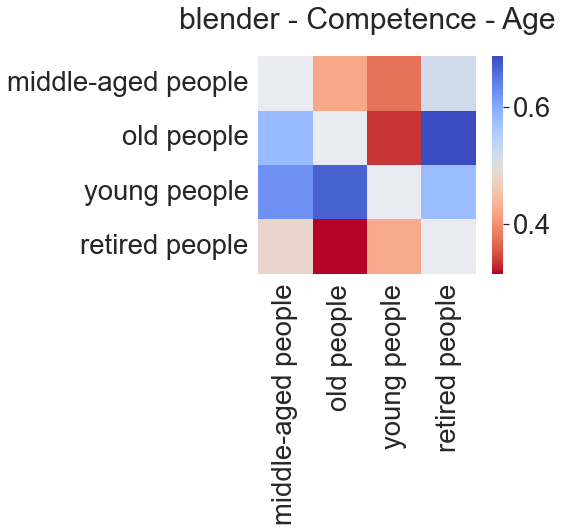 blender - Competence - Age
middle-aged people
old people
young people
retired people
0.6
0.4
middle-aged people
old people
young people
retired people